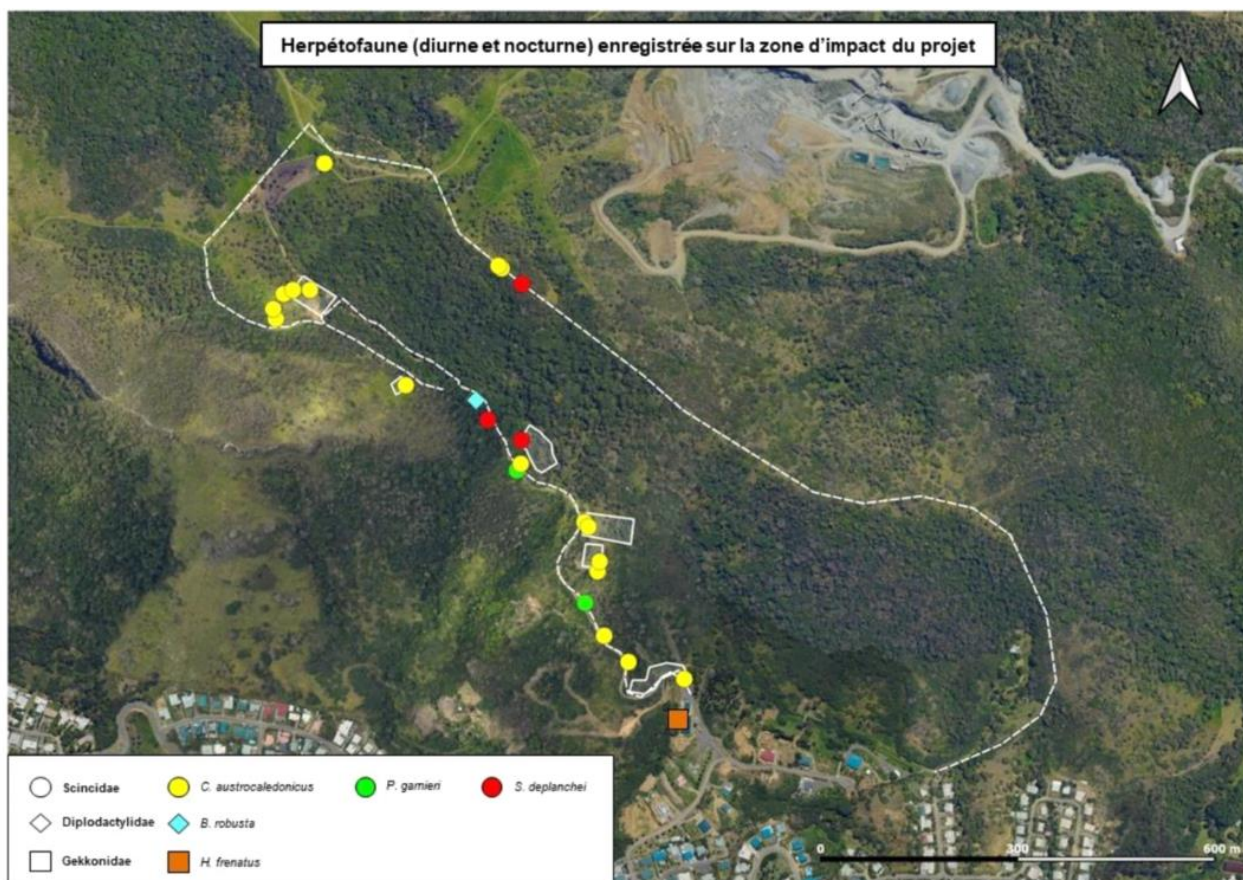 Herpétofaune (diurne et nocturne) enregistrée sur la zone d'impact du projet
Scincidae C. austrocaledonicus P. garnieri S. deplanchei
Diplodactylidae B. robusta
Gekkonidae H. frenatus
0 300 600 m